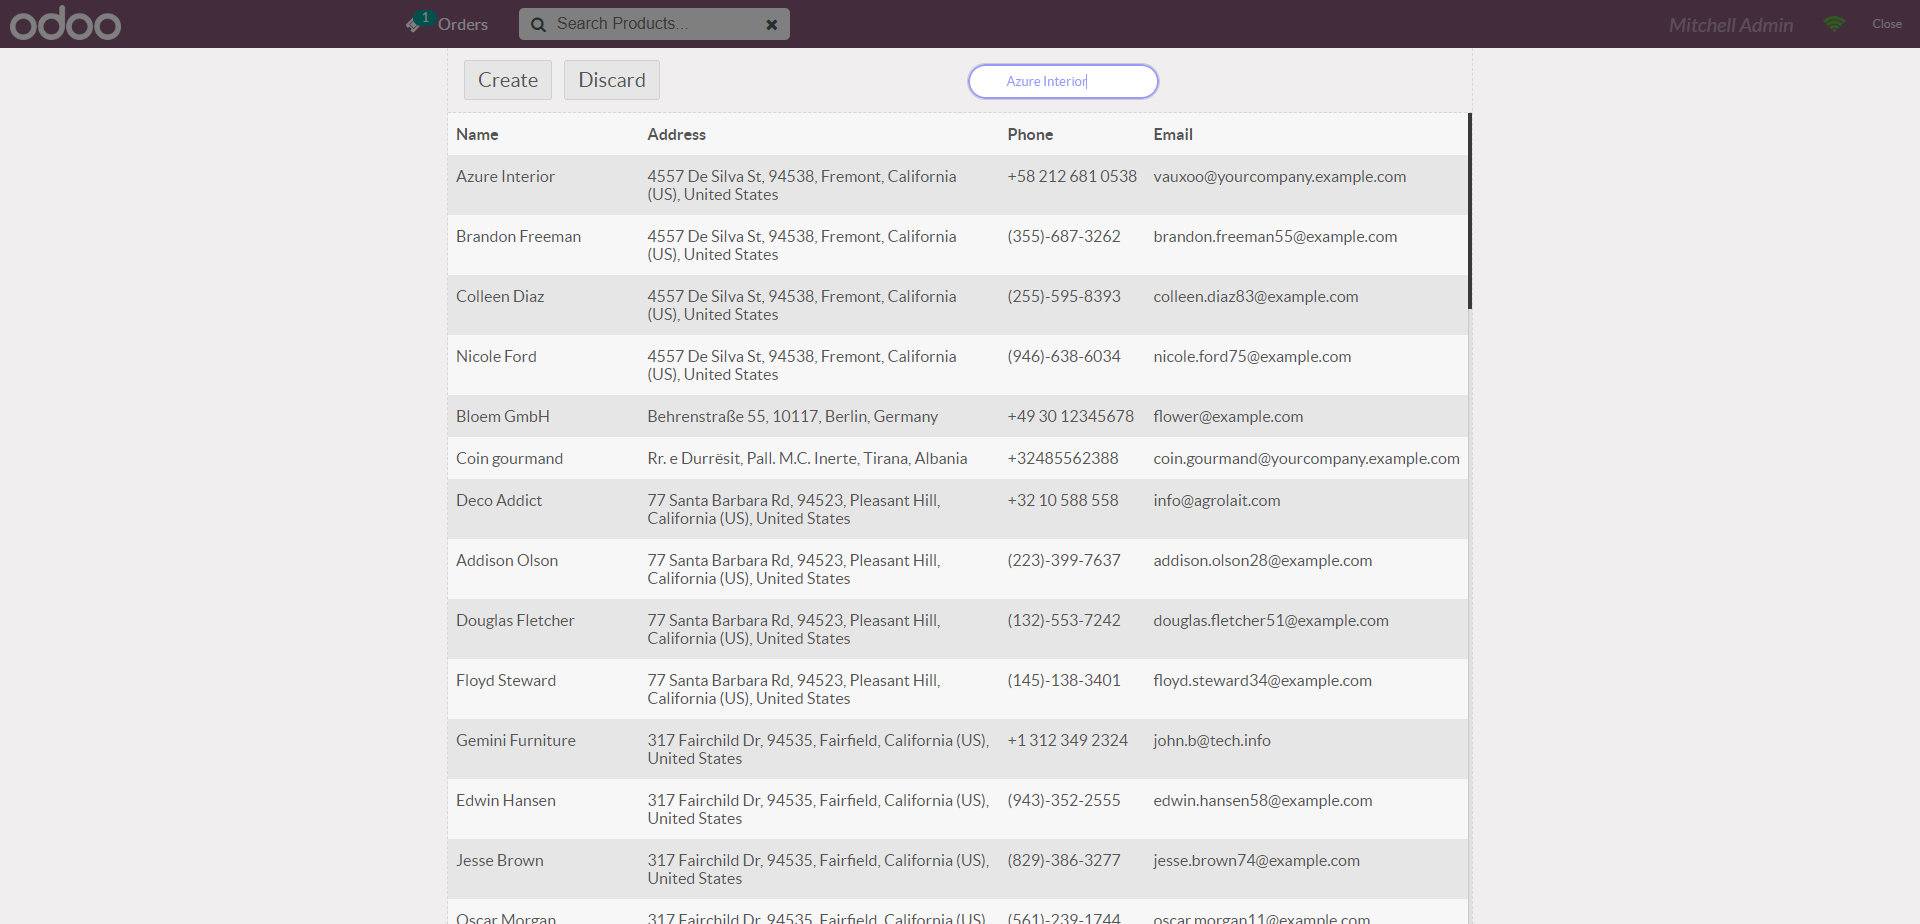 odoo 1 Orders Search Products... Mitchell Admin Close
Create Discard Azure Interior
Name Address Phone Email
Azure Interior 4557 De Silva St, 94538, Fremont, California +58 212 681 0538 vauxoo@yourcompany.example.com
(US), United States
Brandon Freeman 4557 De Silva St, 94538, Fremont, California (355)-687-3262 brandon.freeman55@example.com
(US), United States
Colleen Diaz 4557 De Silva St, 94538, Fremont, California (255)-595-8393 colleen.diaz83@example.com
(US), United States
Nicole Ford 4557 De Silva St, 94538, Fremont, California (946)-638-6034 nicole.ford75@example.com
(US), United States
Bloem GmbH Behrenstraße 55, 10117, Berlin, Germany +49 30 12345678 flower@example.com
Coin gourmand Rr. e Durrësit, Pall. M.C. Inerte, Tirana, Albania +32485562388 coin.gourmand@yourcompany.example.com
Deco Addict 77 Santa Barbara Rd, 94523, Pleasant Hill, +32 10 588 558 info@agrolait.com
California (US), United States
Addison Olson 77 Santa Barbara Rd, 94523, Pleasant Hill, (223)-399-7637 addison.olson28@example.com
California (US), United States
Douglas Fletcher 77 Santa Barbara Rd, 94523, Pleasant Hill, (132)-553-7242 douglas.fletcher51@example.com
California (US), United States
Floyd Steward 77 Santa Barbara Rd, 94523, Pleasant Hill, (145)-138-3401 floyd.steward34@example.com
California (US), United States
Gemini Furniture 317 Fairchild Dr, 94535, Fairfield, California (US), +1 312 349 2324 john.b@tech.info
United States
Edwin Hansen 317 Fairchild Dr, 94535, Fairfield, California (US), (943)-352-2555 edwin.hansen58@example.com
United States
Jesse Brown 317 Fairchild Dr, 94535, Fairfield, California (US), (829)-386-3277 jesse.brown74@example.com
United States
Oscar Morgan 317 Fairchild Dr, 94535, Fairfield, California (US), (561)-239-1744 oscar.morgan11@example.com